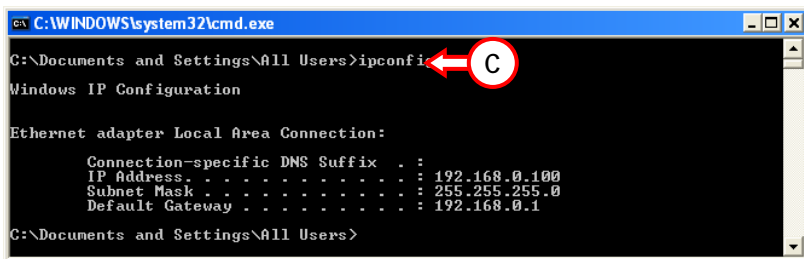 C:\WINDOWS\system32\cmd.exe
C:\Documents and Settings\All Users>ipconfig C
Windows IP Configuration
Ethernet adapter Local Area Connection:
Connection-specific DNS Suffix . :
IP Address. . . . . . . . . . . . : 192.168.0.100
Subnet Mask . . . . . . . . . . . : 255.255.255.0
Default Gateway . . . . . . . . . : 192.168.0.1
C:\Documents and Settings\All Users>